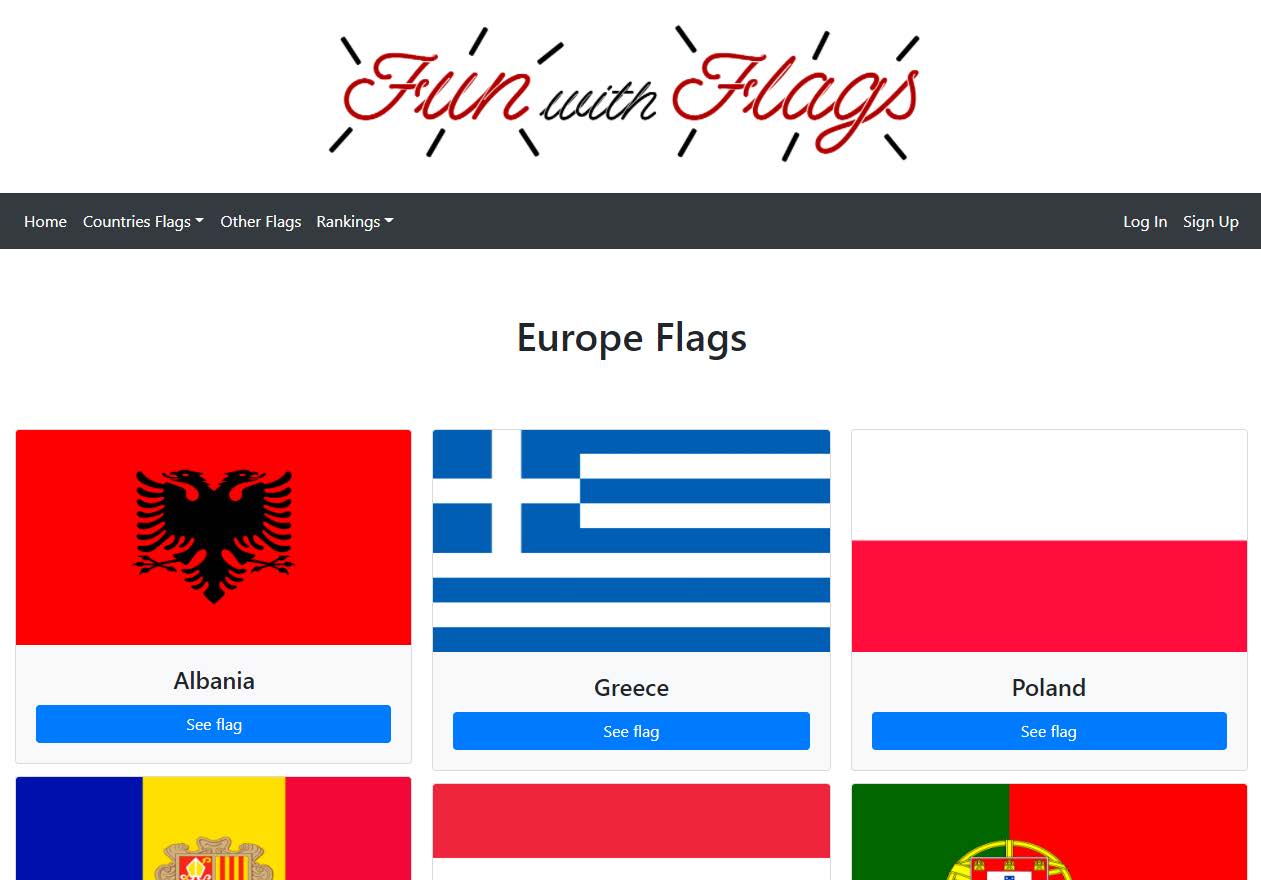 Fun with Flags
Home Countries Flags Other Flags Rankings Log In Sign Up
Europe Flags
Albania
See flag
Greece
See flag
Poland
See flag